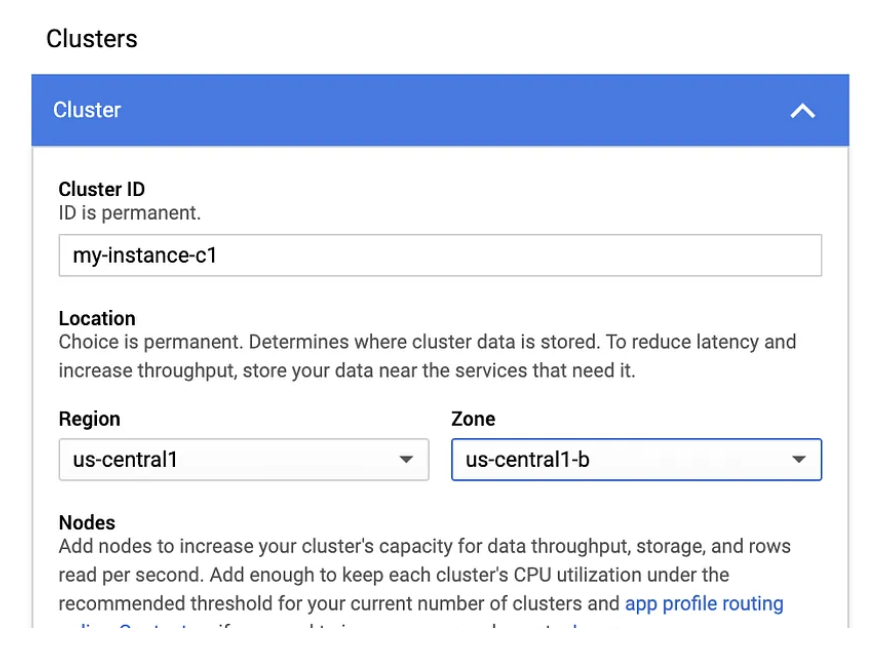 Clusters
Cluster
Cluster ID
ID is permanent.
my-instance-c1
Location
Choice is permanent. Determines where cluster data is stored. To reduce latency and
increase throughput, store your data near the services that need it.
Region
Zone
us-central1
us-central1-b
Nodes
Add nodes to increase your cluster's capacity for data throughput, storage, and rows
read per second. Add enough to keep each cluster's CPU utilization under the
recommended threshold for your current number of clusters and app profile routing